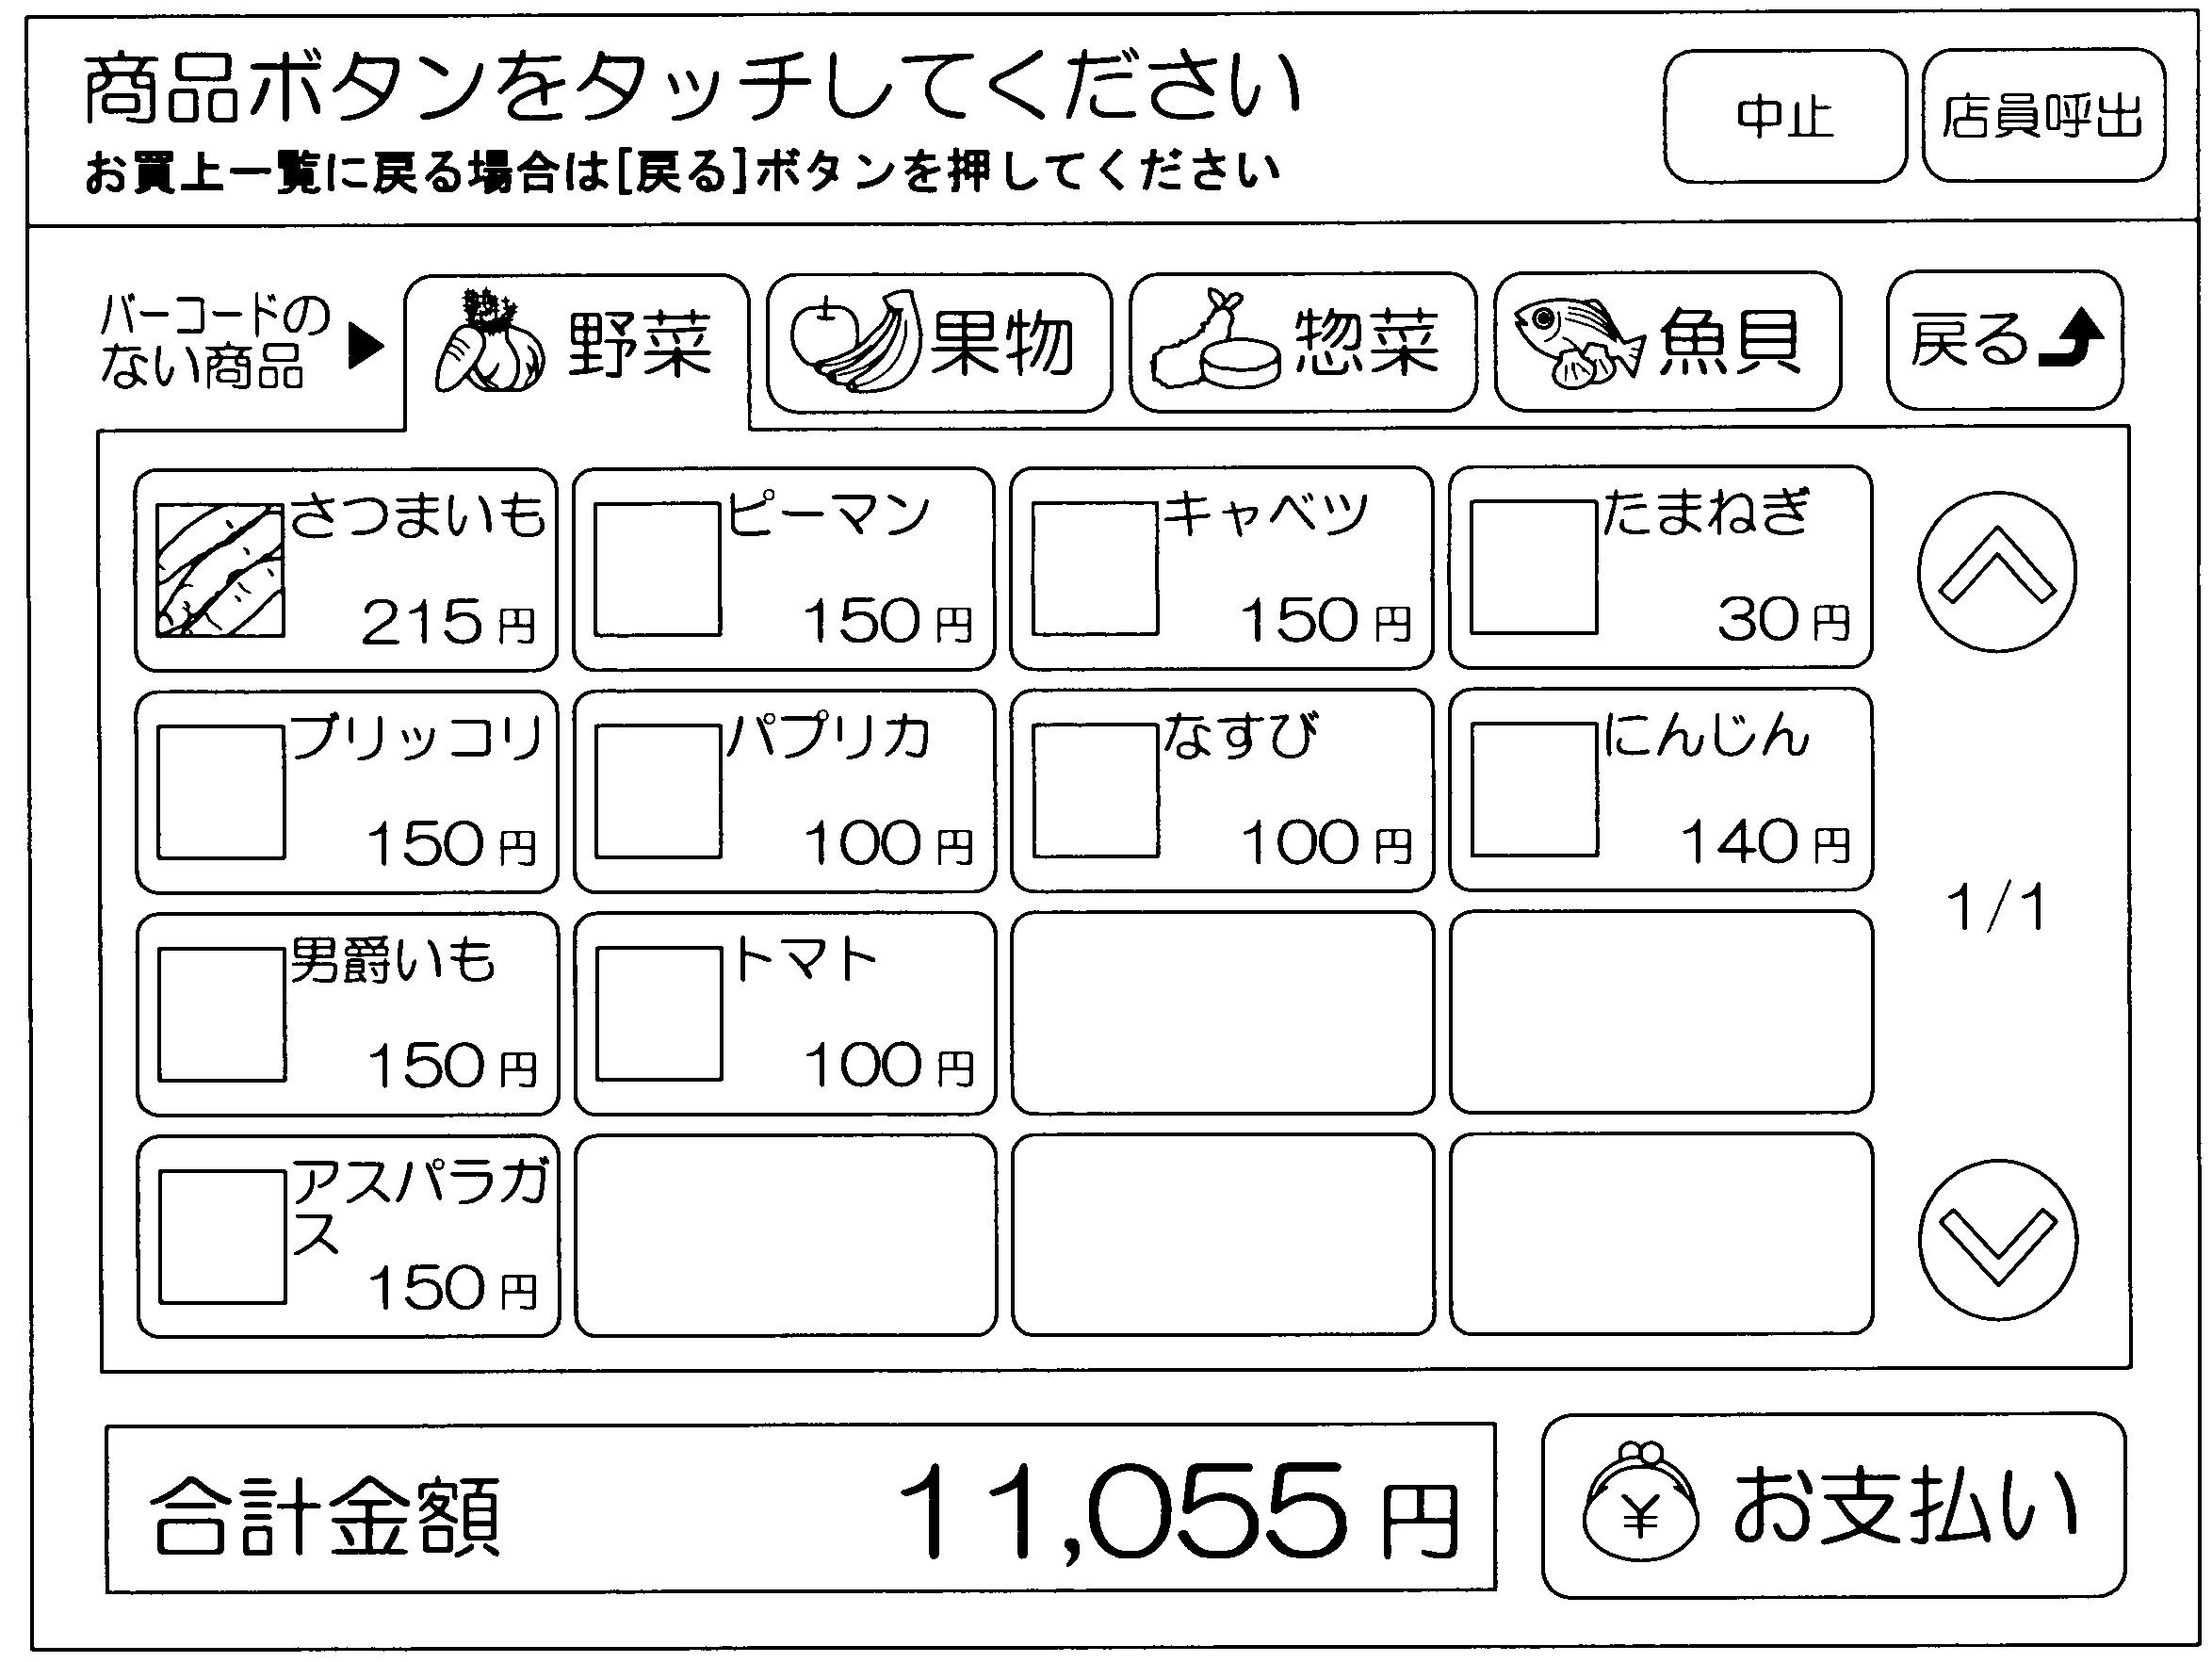 商品ボタンをタッチしてください
お買上一覧に戻る場合は[戻る]ボタンを押してください
中止
店員呼出
バーコードの
ない商品
野菜
果物
惣菜
魚貝
戻る
さつまいも
215円
ピーマン
150円
キャベツ
150円
たまねぎ
30円
ブリッコリ
150円
パプリカ
100円
なすび
100円
にんじん
140円
1/1
男爵いも
150円
トマト
100円
アスパラガ
ス
150円
合計金額
11,055円
¥
お支払い